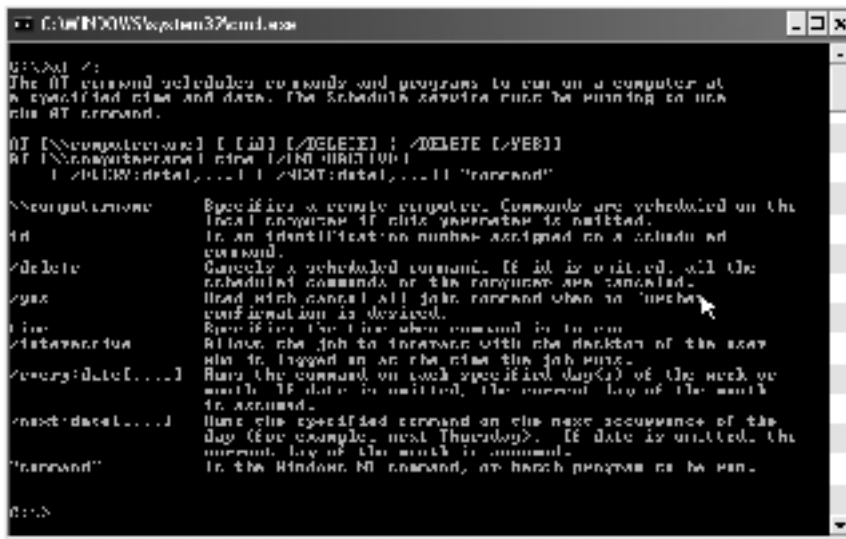 C:\WINDOWS\system32\cmd.exe
C:\>at /?
The AT command schedules commands and programs to run on a computer at
a specified time and date. The Schedule service must be running to use
the AT command.
AT [\\computername] [ [id] [/DELETE] | /DELETE [/YES]]
AT [\\computername] time [/INTERACTIVE]
[ /EVERY:date[,...] | /NEXT:date[,...]] "command"
\\computername Specifies a remote computer. Commands are scheduled on the
local computer if this parameter is omitted.
id Is an identification number assigned to a scheduled
command.
/delete Cancels a scheduled command. If id is omitted, all the
scheduled commands on the computer are canceled.
/yes Used with cancel all jobs command when no further
confirmation is desired.
time Specifies the time when command is to run.
/interactive Allows the job to interact with the desktop of the user
who is logged on at the time the job runs.
/every:date[,...] Runs the command on each specified day(s) of the week or
month. If date is omitted, the current day of the month
is assumed.
/next:date[,...] Runs the specified command on the next occurrence of the
day (for example, next Thursday). If date is omitted, the
current day of the month is assumed.
"command" Is the Windows NT command, or batch program to be run.
C:\>